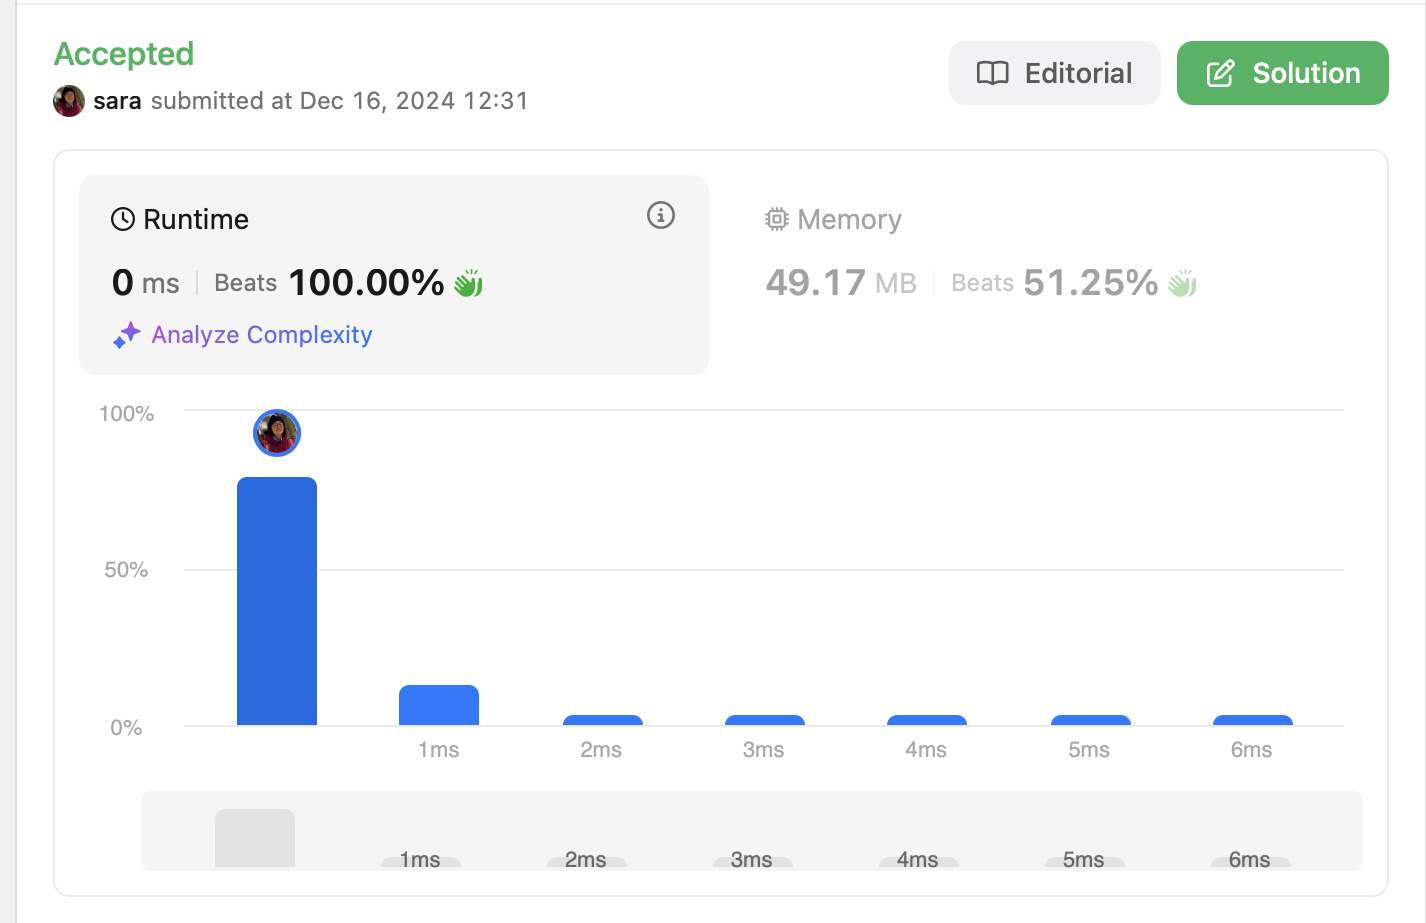 Accepted
sara submitted at Dec 16, 2024 12:31
Editorial
Solution
Runtime
0 ms | Beats 100.00%
Analyze Complexity
Memory
49.17 MB | Beats 51.25%
100%
50%
0%
1ms 2ms 3ms 4ms 5ms 6ms
1ms 2ms 3ms 4ms 5ms 6ms